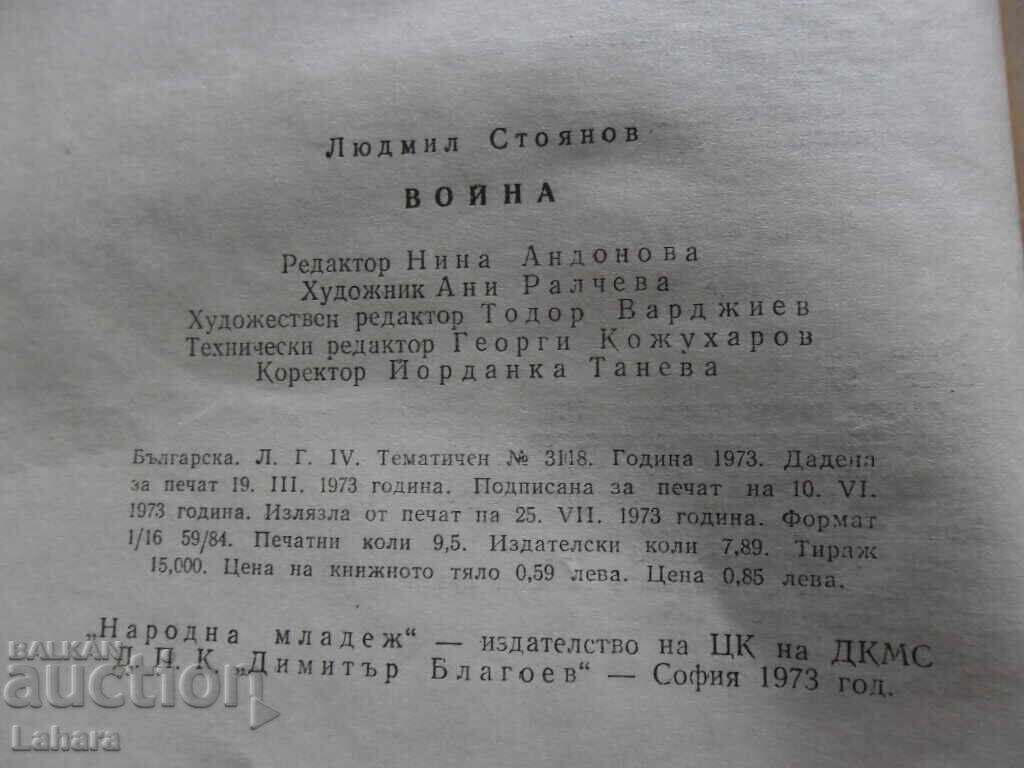 Людмил Стоянов
ВОЙНА
Редактор Нина Андонова
Художник Ани Ралчева
Художествен редактор Тодор Варджиев
Технически редактор Георги Кожухаров
Коректор Йорданка Танева
Българска. Л. Г. IV. Тематичен № 3118. Година 1973. Дадена
за печат 19. III. 1973 година. Подписана за печат на 10. VI.
1973 година. Излязла от печат на 25. VII. 1973 година. Формат
1/16 59/84. Печатни коли 9,5. Издателски коли 7,89. Тираж
15,000. Цена на книжното тяло 0,59 лева. Цена 0,85 лева.
„Народна младеж“ — издателство на ЦК на ДКМС
Д. П. К. „Димитър Благоев“ — София 1973 год.
BALKAN
auction
Lahara